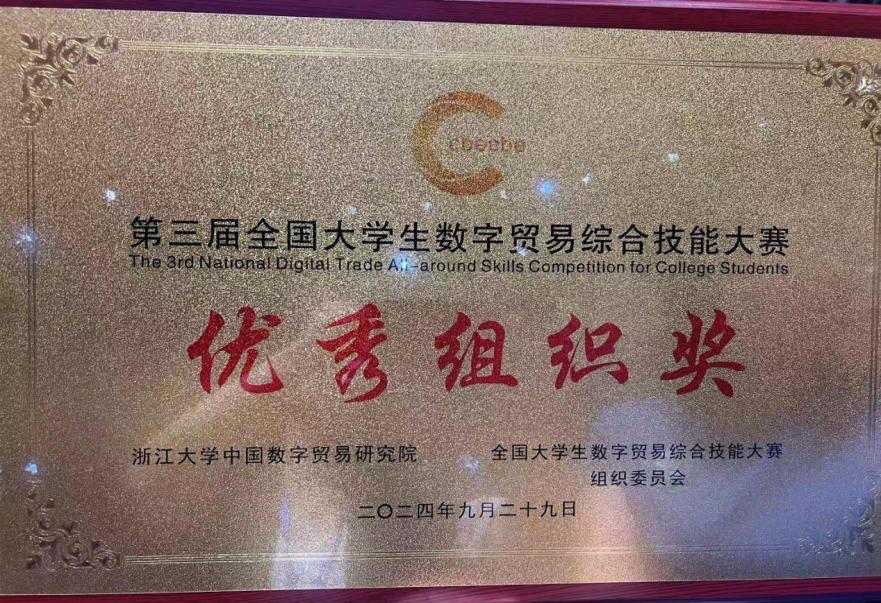 cbeebe
第三届全国大学生数字贸易综合技能大赛
The 3rd National Digital Trade All-around Skills Competition for College Students
优秀组织奖
浙江大学中国数字贸易研究院
全国大学生数字贸易综合技能大赛
组织委员会
二〇二四年九月二十九日